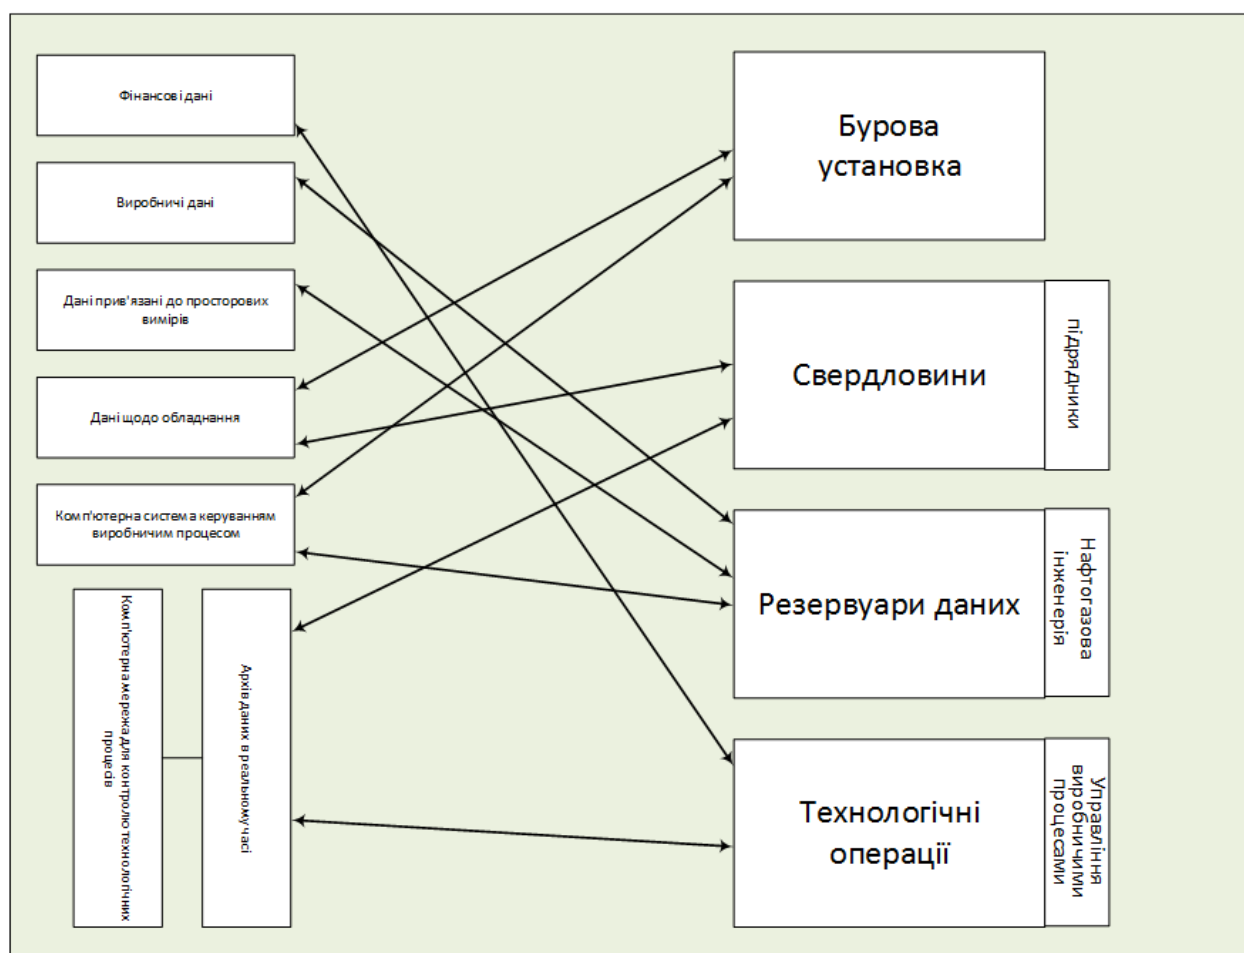 Фінансові дані
Виробничі дані
Дані прив'язані до просторових
вимірів
Дані щодо обладнання
Комп'ютерна система керуванням
виробничим процесом
Комп'ютерна мережа для контролю технологічних
процесів
Архів даних в реальному часі
Бурова
установка
Свердловини
підрядники
Резервуари даних
Нафтогазова
інженерія
Технологічні
операції
Управління
виробничими
процесами